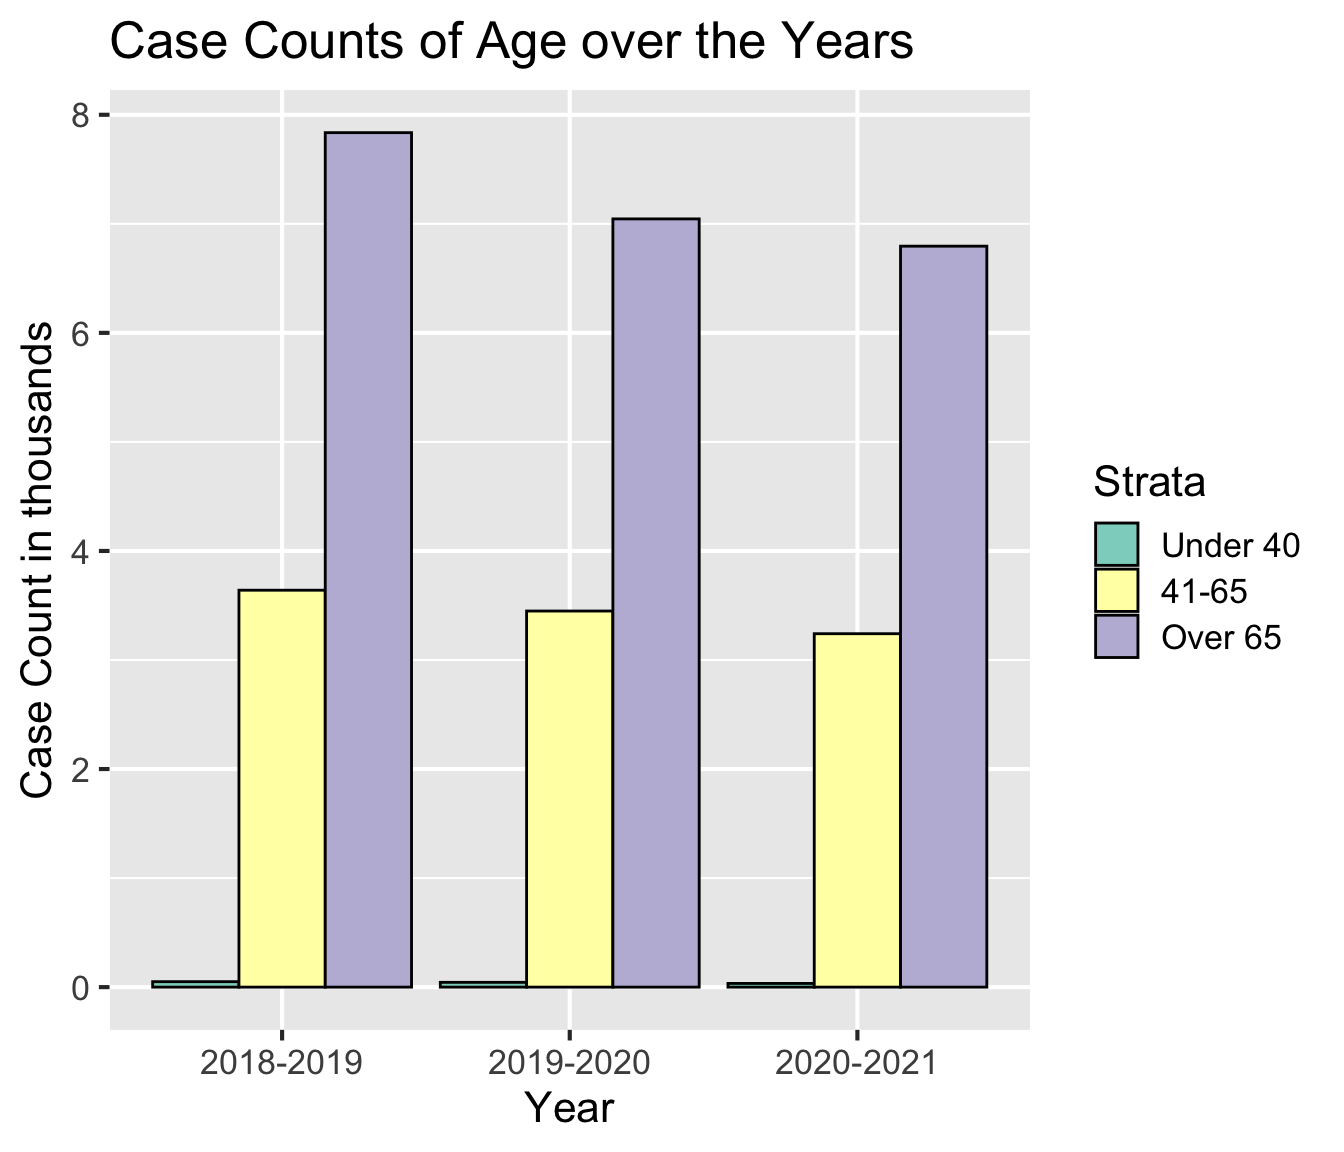 Case Counts of Age over the Years
Case Count in thousands
8
6
4
2
0
2018-2019
2019-2020
2020-2021
Year
Strata
Under 40
41-65
Over 65